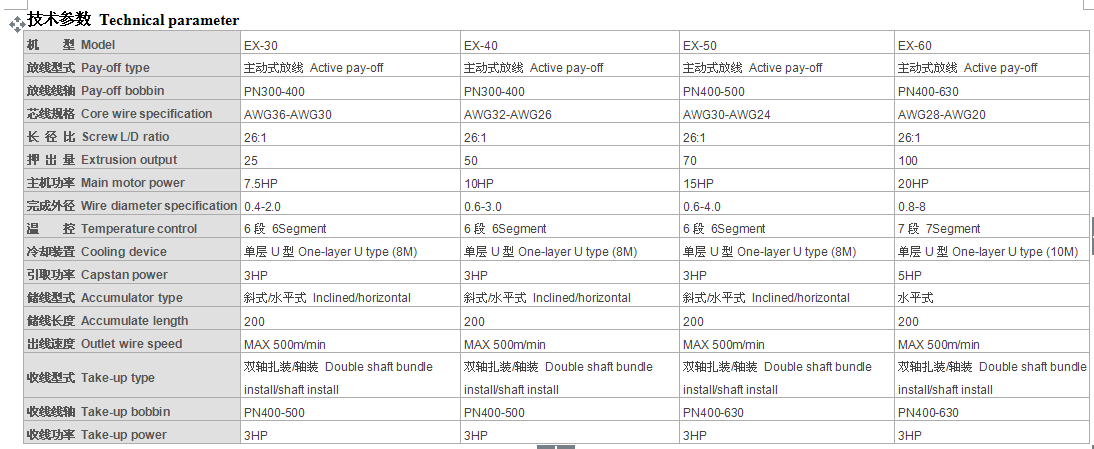 技术参数 Technical parameter
机 型 Model EX-30 EX-40 EX-50 EX-60
放线型式 Pay-off type 主动式放线 Active pay-off 主动式放线 Active pay-off 主动式放线 Active pay-off 主动式放线 Active pay-off
放线线轴 Pay-off bobbin PN300-400 PN300-400 PN400-500 PN400-630
芯线规格 Core wire specification AWG36-AWG30 AWG32-AWG26 AWG30-AWG24 AWG28-AWG20
长 径 比 Screw L/D ratio 26:1 26:1 26:1 26:1
押 出 量 Extrusion output 25 50 70 100
主机功率 Main motor power 7.5HP 10HP 15HP 20HP
完成外径 Wire diameter specification 0.4-2.0 0.6-3.0 0.6-4.0 0.8-8
温 控 Temperature control 6 段 6Segment 6 段 6Segment 6 段 6Segment 7 段 7Segment
冷却装置 Cooling device 单层 U 型 One-layer U type (8M) 单层 U 型 One-layer U type (8M) 单层 U 型 One-layer U type (8M) 单层 U 型 One-layer U type (10M)
引取功率 Capstan power 3HP 3HP 3HP 5HP
储线型式 Accumulator type 斜式/水平式 Inclined/horizontal 斜式/水平式 Inclined/horizontal 斜式/水平式 Inclined/horizontal 水平式
储线长度 Accumulate length 200 200 200 200
出线速度 Outlet wire speed MAX 500m/min MAX 500m/min MAX 500m/min MAX 500m/min
收线型式 Take-up type 双轴扎装/轴装 Double shaft bundle install/shaft install 双轴扎装/轴装 Double shaft bundle install/shaft install 双轴扎装/轴装 Double shaft bundle install/shaft install 双轴扎装/轴装 Double shaft bundle install/shaft install
收线线轴 Take-up bobbin PN400-500 PN400-500 PN400-630 PN400-630
收线功率 Take-up power 3HP 3HP 3HP 3HP